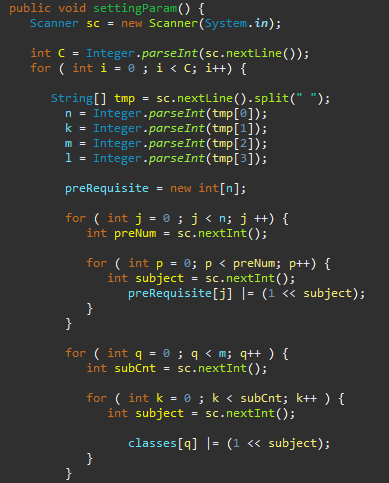 public void settingParam() {
Scanner sc = new Scanner(System.in);
int C = Integer.parseInt(sc.nextLine());
for ( int i = 0 ; i < C; i++) {
String[] tmp = sc.nextLine().split(" ");
n = Integer.parseInt(tmp[0]);
k = Integer.parseInt(tmp[1]);
m = Integer.parseInt(tmp[2]);
l = Integer.parseInt(tmp[3]);
preRequisite = new int[n];
for ( int j = 0 ; j < n; j ++) {
int preNum = sc.nextInt();
for ( int p = 0; p < preNum; p++) {
int subject = sc.nextInt();
preRequisite[j] |= (1 << subject);
}
}
for ( int q = 0 ; q < m; q++ ) {
int subCnt = sc.nextInt();
for ( int k = 0 ; k < subCnt; k++ ) {
int subject = sc.nextInt();
classes[q] |= (1 << subject);
}
}